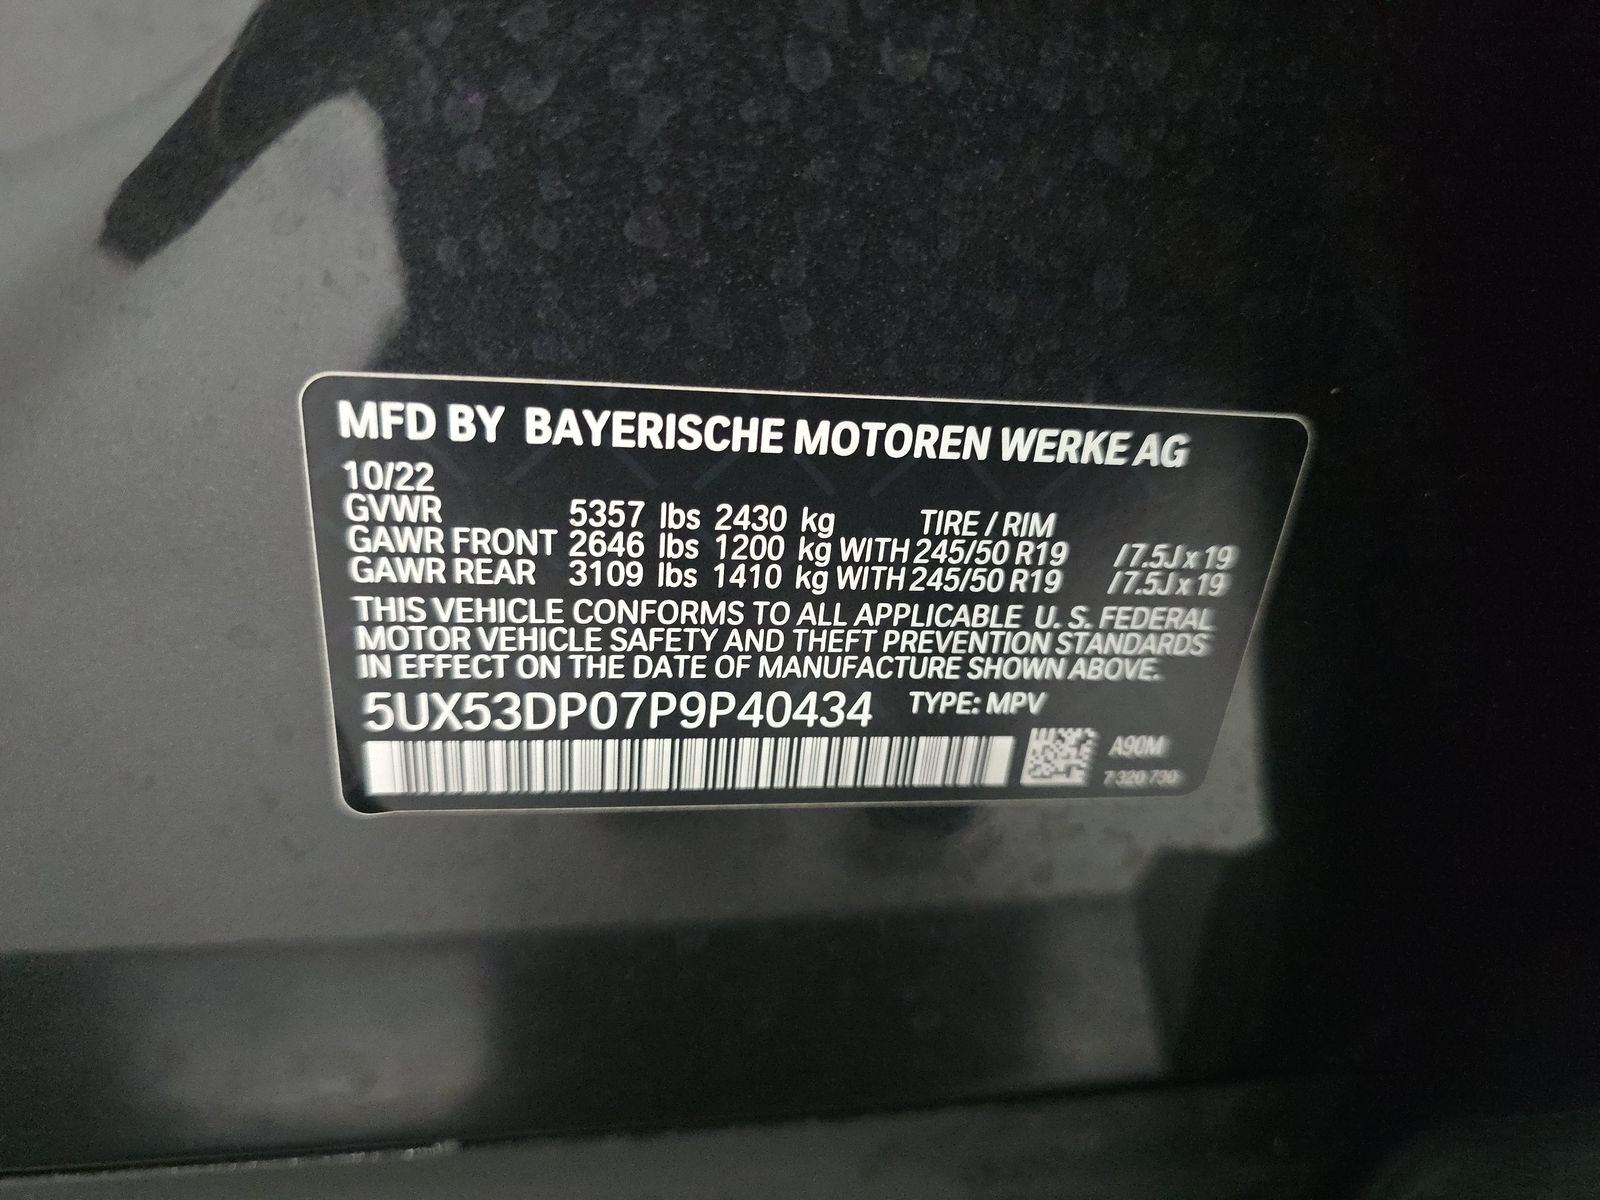 MFD BY BAYERISCHE MOTOREN WERKE AG
10/22
GVWR 5357 lbs 2430 kg TIRE / RIM
GAWR FRONT 2646 lbs 1200 kg WITH 245/50 R19 / 7.5J x 19
GAWR REAR 3109 lbs 1410 kg WITH 245/50 R19 / 7.5J x 19
THIS VEHICLE CONFORMS TO ALL APPLICABLE U. S. FEDERAL
MOTOR VEHICLE SAFETY AND THEFT PREVENTION STANDARDS
IN EFFECT ON THE DATE OF MANUFACTURE SHOWN ABOVE.
5UX53DP07P9P40434 TYPE: MPV
A90M
7 320 730